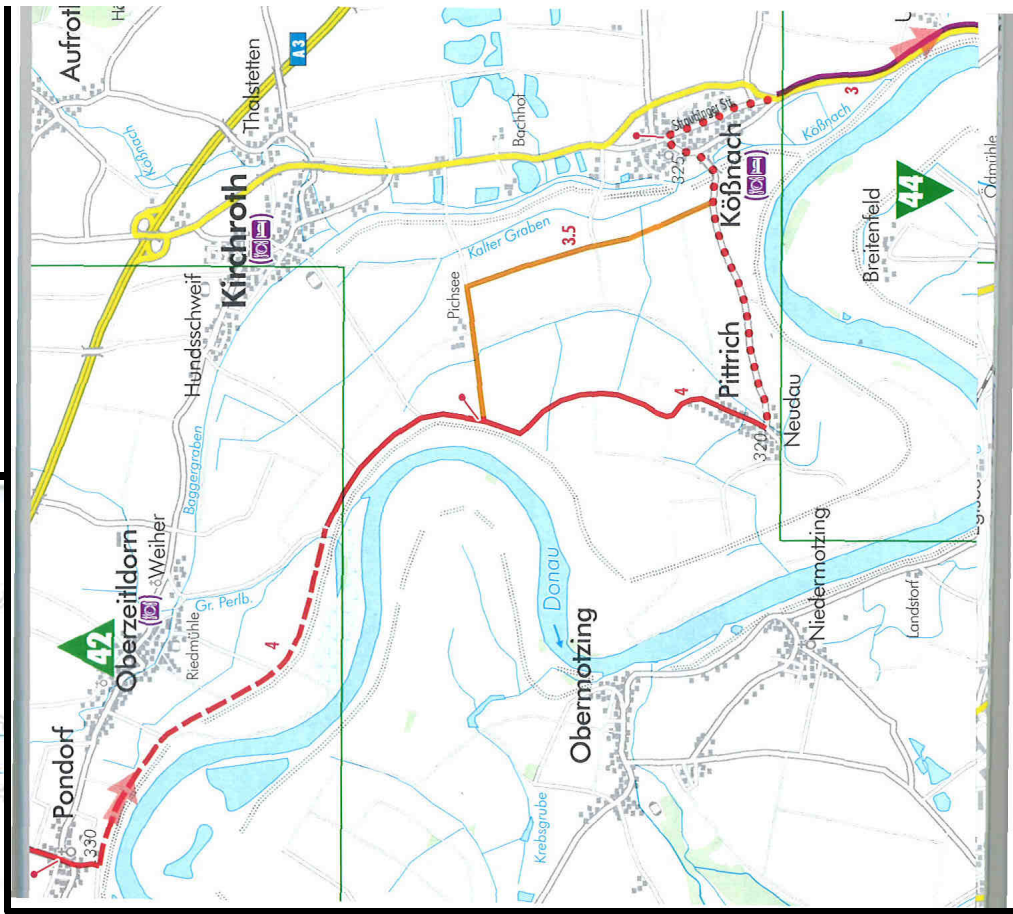 Thalstetten
A3
Koßnach
Bachhof
Straubinger Str.
3
Kößnach
325
Kößnach
44
Breitenfeld
Ödmühle
Kirchroth
Kalter Graben
3.5
Hundsschweif
Pichsee
Pittrich
4
320
Neudau
Baggergraben
Oberzeitldorn
Weiher
42
Gr. Perlb.
Riedmühle
4
Donau
Niedermotzing
Landstorf
Obermotzing
Pondorf
330
Krebsgrube